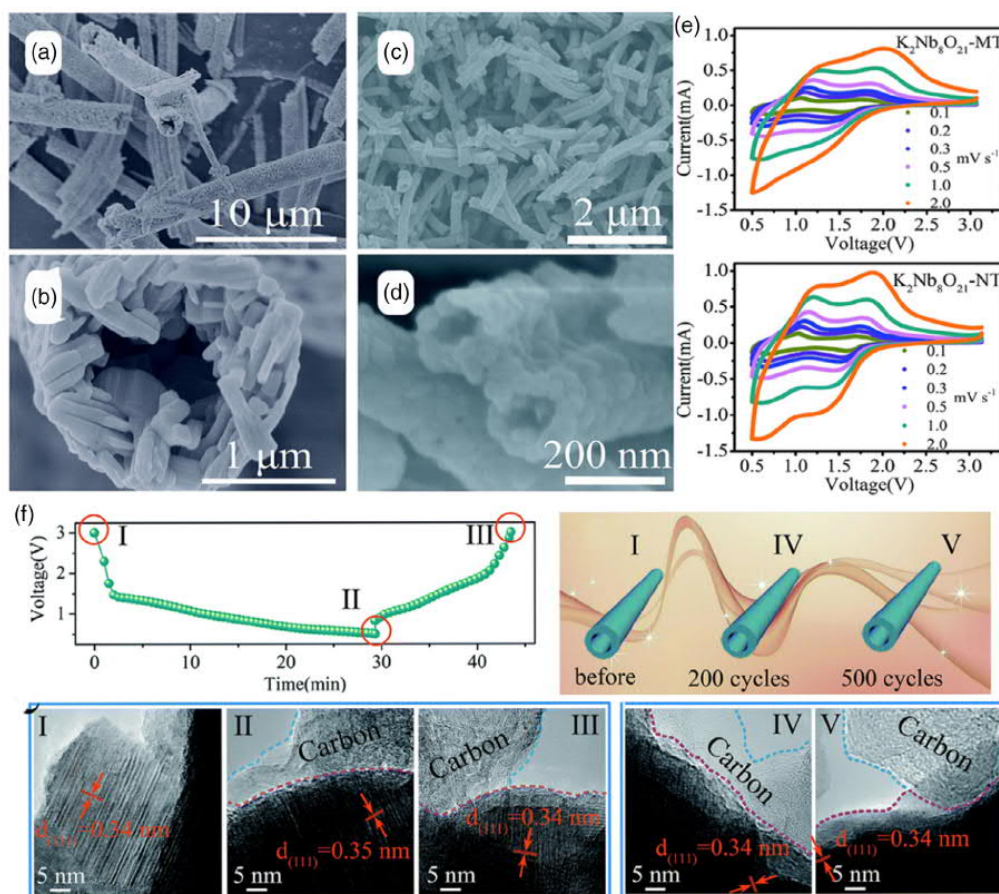 (a)
10 μm
(b)
1 μm
(c)
2 μm
(d)
200 nm
(e)
K₂Nb₈O₂₁-MT
1.0
0.5
0.0
-0.5
-1.0
-1.5
Current(mA)
0.1
0.2
0.3
0.5
1.0
2.0
mV s⁻¹
0.5 1.0 1.5 2.0 2.5 3.0
Voltage(V)
K₂Nb₈O₂₁-NT
1.0
0.5
0.0
-0.5
-1.0
-1.5
Current(mA)
0.1
0.2
0.3
0.5
1.0
2.0
mV s⁻¹
0.5 1.0 1.5 2.0 2.5 3.0
Voltage(V)
(f)
3
2
1
Voltage(V)
I
II
III
0 10 20 30 40
Time(min)
I IV V
before 200 cycles 500 cycles
I
d(111)=0.34 nm
5 nm
II
Carbon
d(111)=0.35 nm
5 nm
III
Carbon
d(111)=0.34 nm
5 nm
IV
Carbon
d(111)=0.34 nm
5 nm
V
Carbon
d(111)=0.34 nm
5 nm